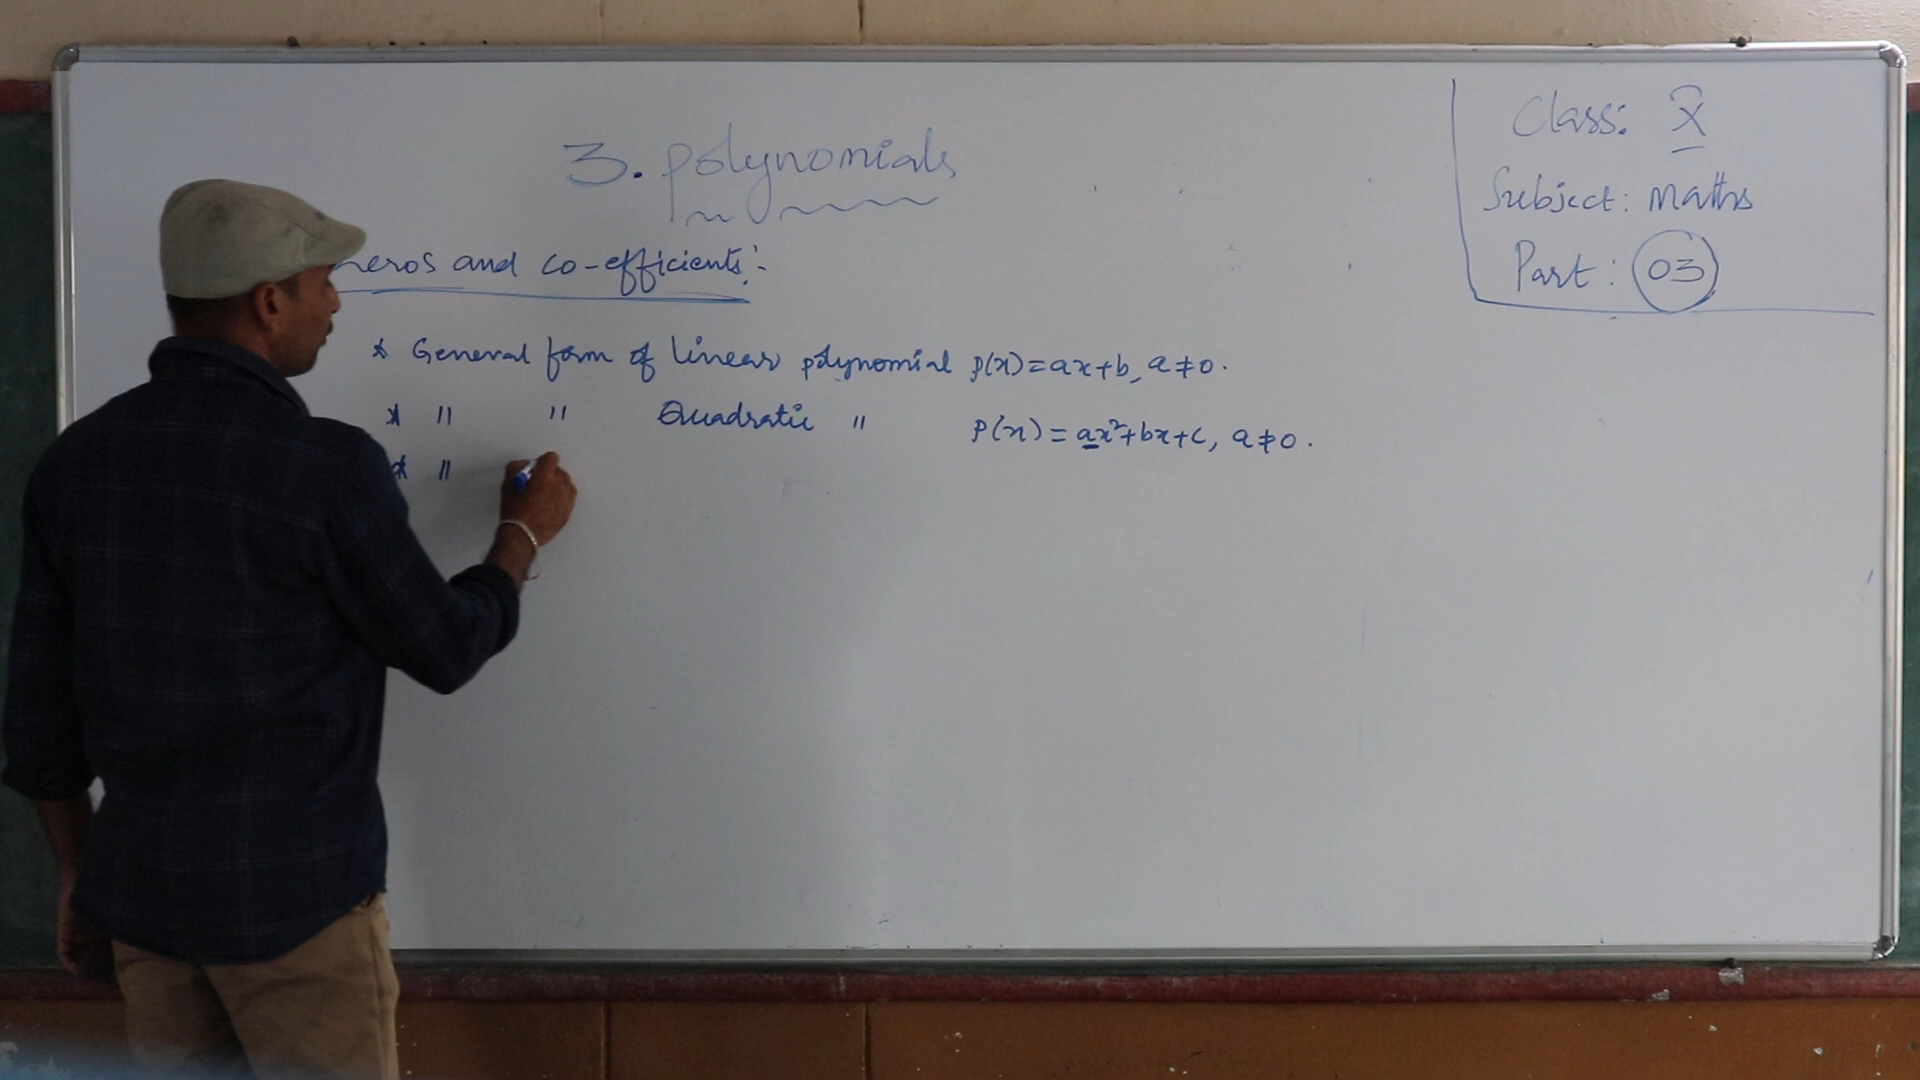 3. Polynomials
Class: X
Subject: Maths
Part: 03
and co-efficients:-
* General form of linear polynomial p(x)=ax+b, a≠0.
* " " Quadratic " P(x)=ax²+bx+c, a≠0.
* "